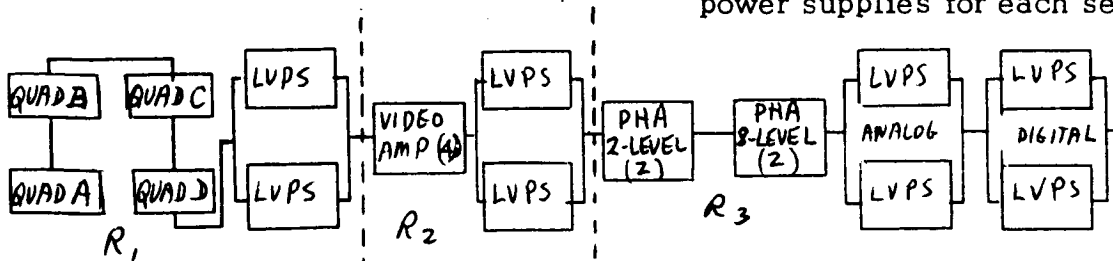 power supplies for each se
QUAD B
QUAD C
LVPS
QUAD A
QUAD D
LVPS
R1
VIDEO
AMP (4)
LVPS
LVPS
R2
PHA
2-LEVEL
(2)
PHA
8-LEVEL
(2)
R3
LVPS
ANALOG
LVPS
LVPS
DIGITAL
LVPS